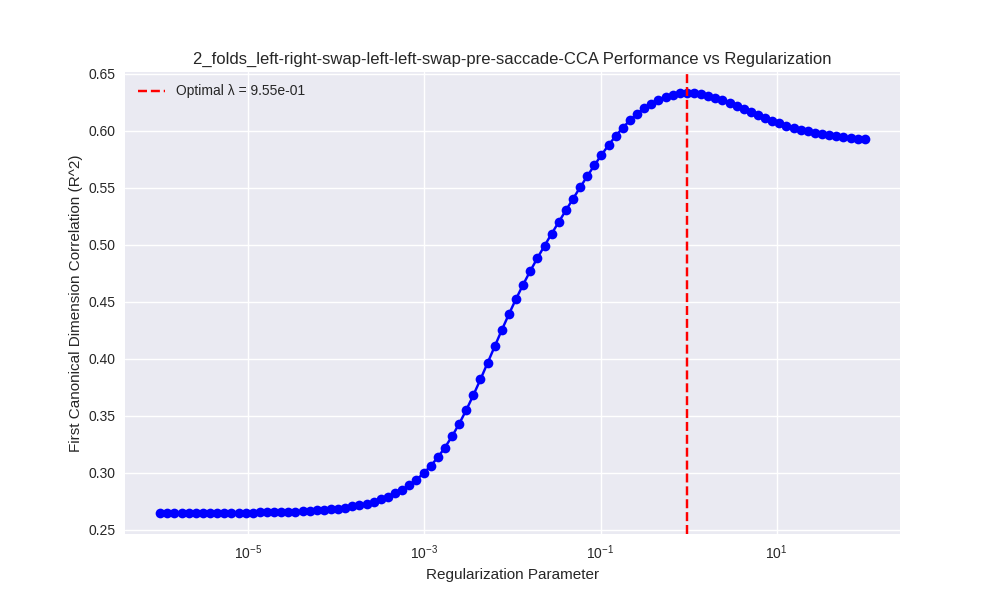 2_folds_left-right-swap-left-left-swap-pre-saccade-CCA Performance vs Regularization
Optimal λ = 9.55e-01
First Canonical Dimension Correlation (R^2)
0.65
0.60
0.55
0.50
0.45
0.40
0.35
0.30
0.25
10⁻⁵ 10⁻³ 10⁻¹ 10¹
Regularization Parameter